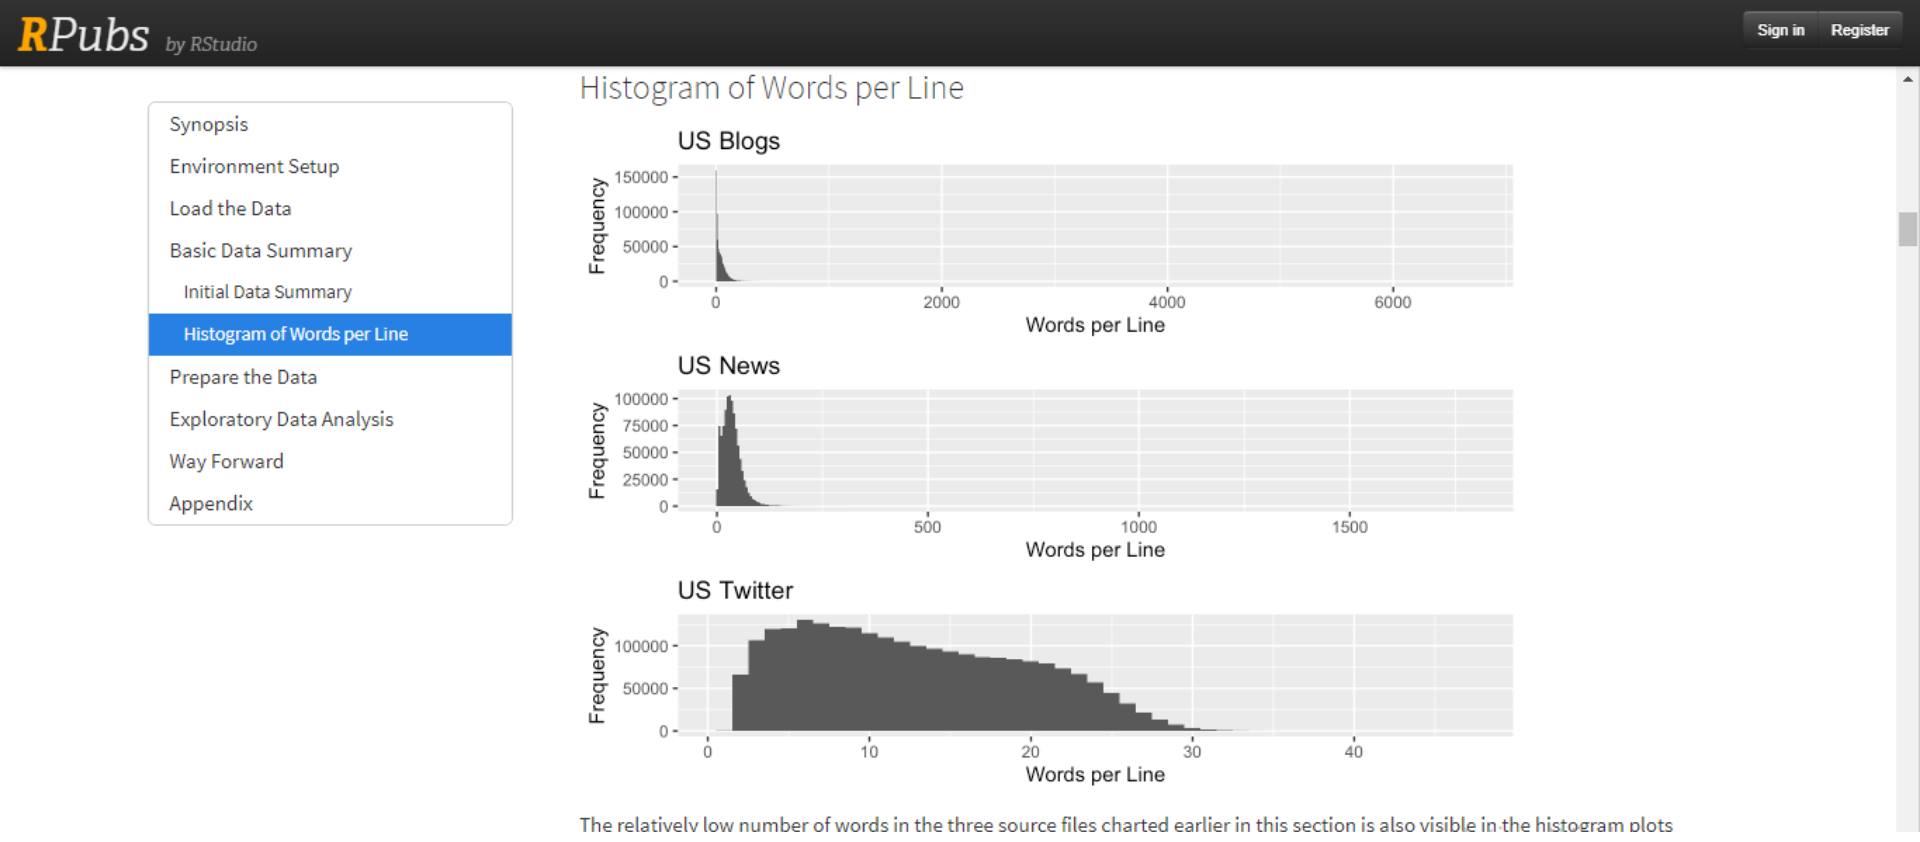 RPubs by RStudio
Sign in
Register
Synopsis
Environment Setup
Load the Data
Basic Data Summary
Initial Data Summary
Histogram of Words per Line
Prepare the Data
Exploratory Data Analysis
Way Forward
Appendix
Histogram of Words per Line
US Blogs
Frequency
150000
100000
50000
0
0 2000 4000 6000
Words per Line
US News
Frequency
100000
75000
50000
25000
0
0 500 1000 1500
Words per Line
US Twitter
Frequency
100000
50000
0
0 10 20 30 40
Words per Line
The relatively low number of words in the three source files charted earlier in this section is also visible in the histogram plots